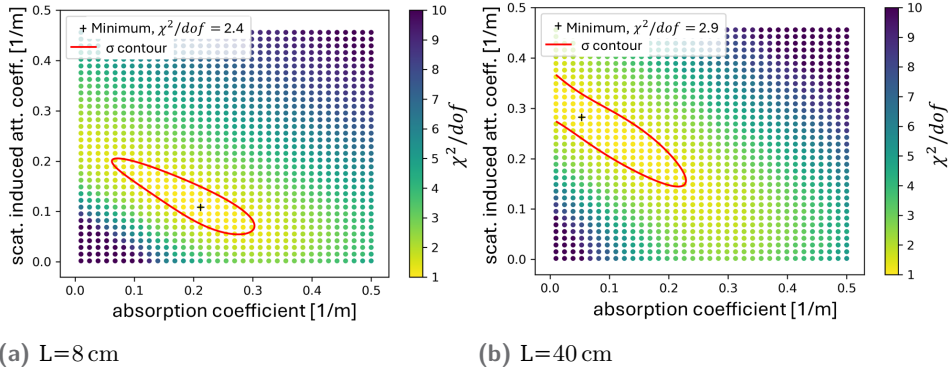 + Minimum, χ²/dof = 2.4
σ contour
scat. induced att. coeff. [1/m]
0.5
0.4
0.3
0.2
0.1
0.0
0.0 0.1 0.2 0.3 0.4 0.5
absorption coefficient [1/m]
10
9
8
7
6
5
4
3
2
1
χ²/dof
(a) L=8 cm
+ Minimum, χ²/dof = 2.9
σ contour
scat. induced att. coeff. [1/m]
0.5
0.4
0.3
0.2
0.1
0.0
0.0 0.1 0.2 0.3 0.4 0.5
absorption coefficient [1/m]
10
9
8
7
6
5
4
3
2
1
χ²/dof
(b) L=40 cm